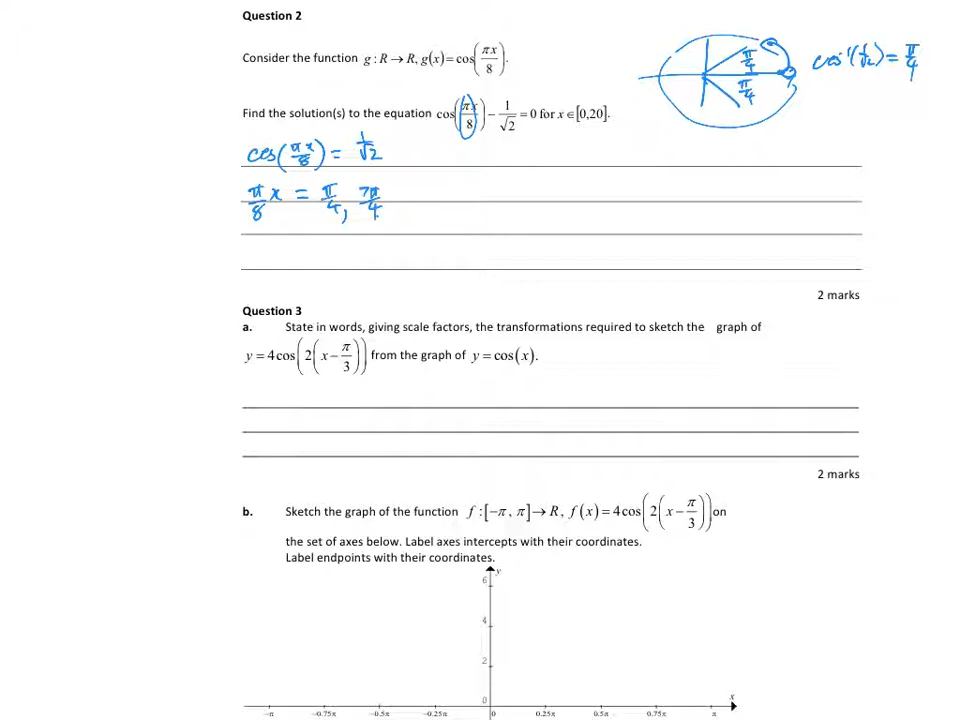 Question 2
Consider the function g : R → R, g(x) = cos(πx/8).
Find the solution(s) to the equation cos(πx/8) − 1/√2 = 0 for x ∈ [0,20].
cos⁻¹(1/√2) = π/4
π/4
π/4
cos(πx/8) = 1/√2
π/8 x = π/4, 7π/4
2 marks
Question 3
a. State in words, giving scale factors, the transformations required to sketch the graph of
y = 4cos(2(x − π/3)) from the graph of y = cos(x).
2 marks
b. Sketch the graph of the function f : [−π, π] → R, f(x) = 4cos(2(x − π/3)) on
the set of axes below. Label axes intercepts with their coordinates.
Label endpoints with their coordinates.
y
6
4
2
0
x
−π −0.75π −0.5π −0.25π 0 0.25π 0.5π 0.75π π